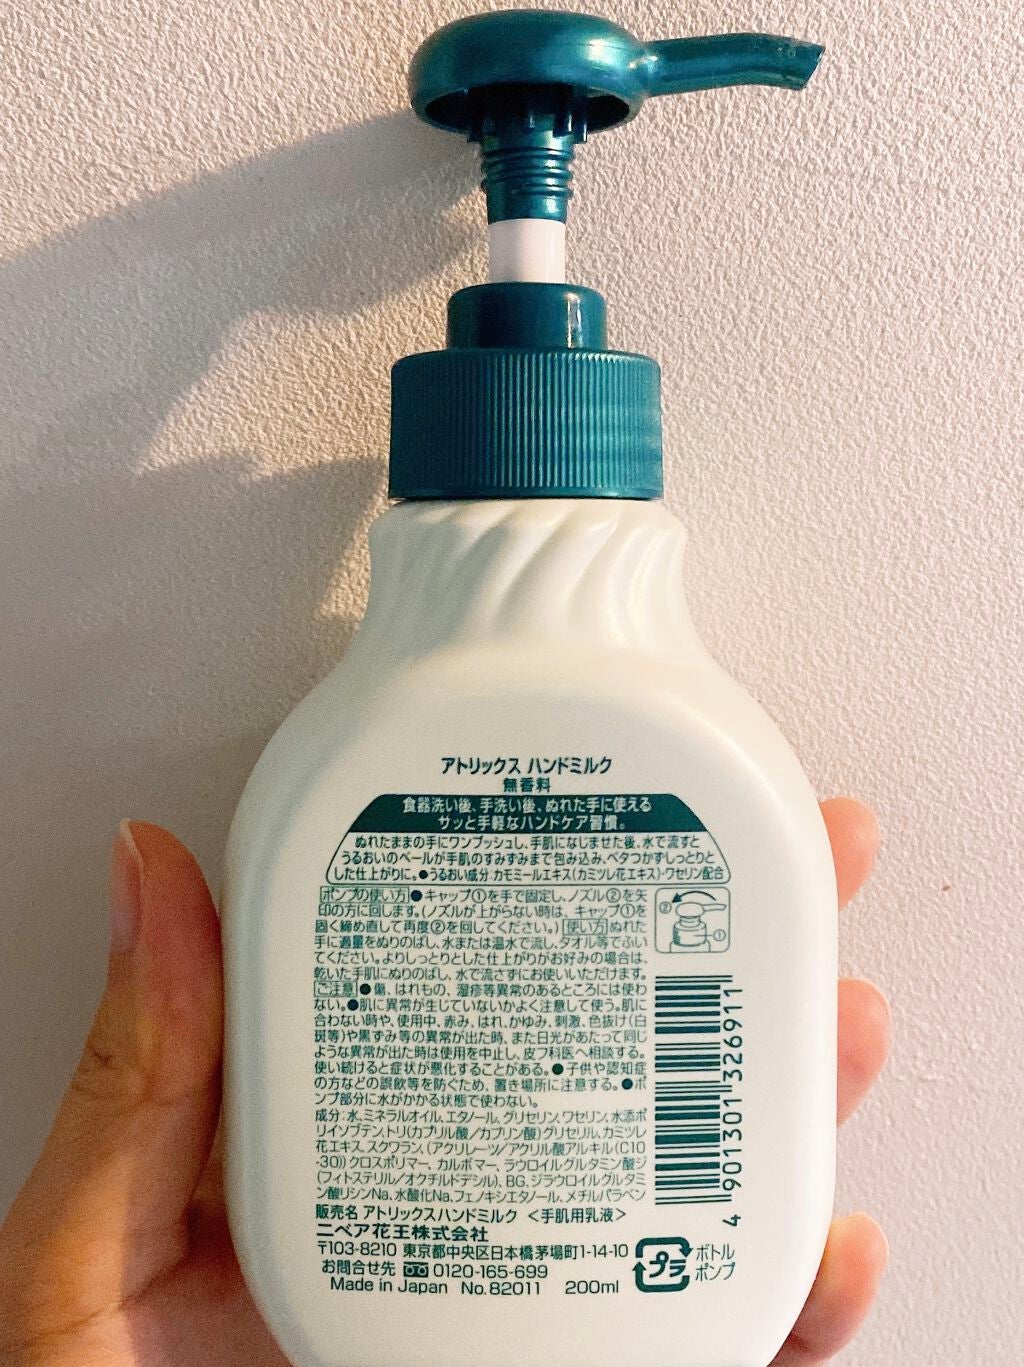 アトリックス ハンドミルク
無香料
食器洗い後、手洗い後、ぬれた手に使える
サッと手軽なハンドケア習慣。
ぬれたままの手にワンプッシュし、手肌になじませた後、水で流すと
うるおいのベールが手肌のすみずみまで包み込み、ベタつかずしっとりと
した仕上がりに。●うるおい成分:カモミールエキス(カミツレ花エキス)・ワセリン配合
ポンプの使い方 ●キャップ①を手で固定し、ノズル②を矢
印の方に回します。(ノズルが上がらない時は、キャップ①を
固く締め直して再度②を回してください。) 使い方 ぬれた
手に適量をぬりのばし、水または温水で流し、タオル等でふい
てください。よりしっとりとした仕上がりがお好みの場合は、
乾いた手肌にぬりのばし、水で流さずにお使いいただけます。
②
①
ご注意 ●傷、はれもの、湿疹等異常のあるところには使わ
ない。●肌に異常が生じていないかよく注意して使う。肌に
合わない時や、使用中、赤み、はれ、かゆみ、刺激、色抜け(白
斑等)や黒ずみ等の異常が出た時、また日光があたって同じ
ような異常が出た時は使用を中止し、皮フ科医へ相談する。
使い続けると症状が悪化することがある。●子供や認知症
の方などの誤飲等を防ぐため、置き場所に注意する。●ポ
ンプ部分に水がかかる状態で使わない。
成分:水、ミネラルオイル、エタノール、グリセリン、ワセリン、水添ポ
リイソブテン、トリ(カプリル酸/カプリン酸)グリセリル、カミツレ
花エキス、スクワラン、(アクリレーツ/アクリル酸アルキル(C10
-30))クロスポリマー、カルボマー、ラウロイルグルタミン酸ジ
(フィトステリル/オクチルドデシル)、BG、ジラウロイルグルタミ
ン酸リシンNa、水酸化Na、フェノキシエタノール、メチルパラベン
販売名 アトリックスハンドミルク <手肌用乳液>
ニベア花王株式会社
〒103-8210 東京都中央区日本橋茅場町1-14-10
お問合せ先 0120-165-699
Made in Japan No.82011 200ml
プラ
ボトル
ポンプ
4 901301 326911